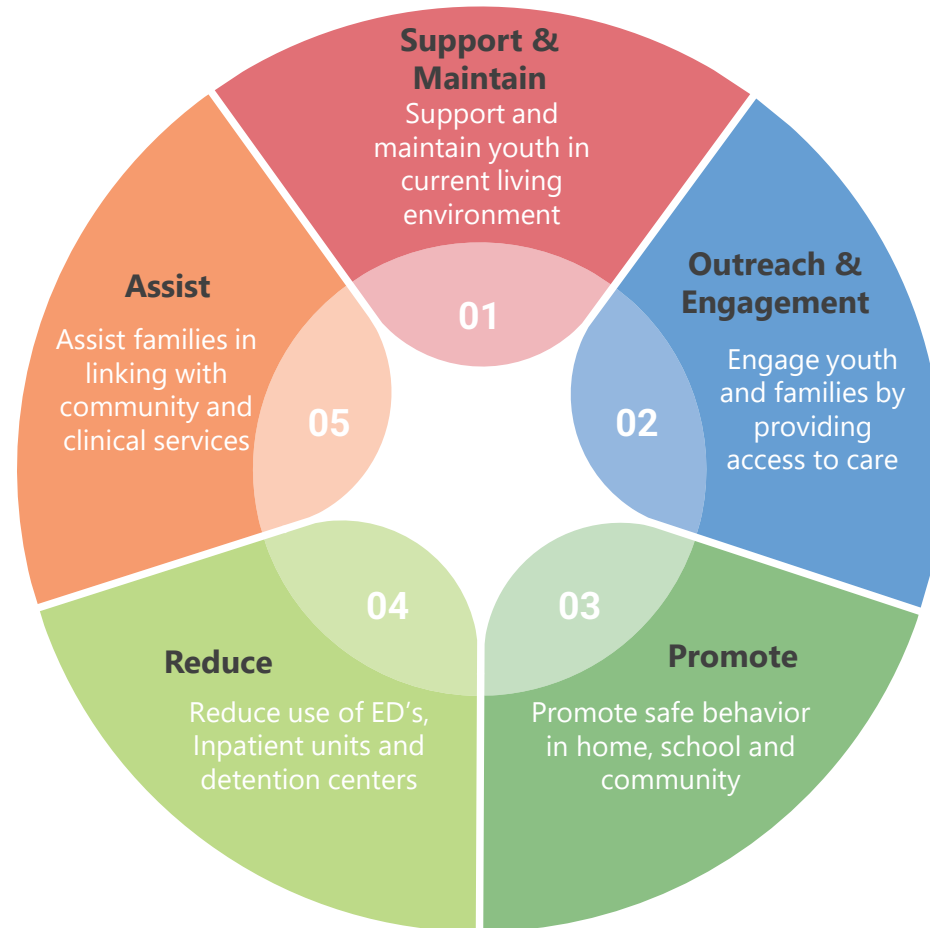 Support &
Maintain
Support and
maintain youth in
current living
environment
01
Outreach &
Engagement
Engage youth
and families by
providing
access to care
02
03
Promote
Promote safe behavior
in home, school and
community
04
Reduce
Reduce use of ED’s,
Inpatient units and
detention centers
Assist
Assist families in
linking with
community and
clinical services
05